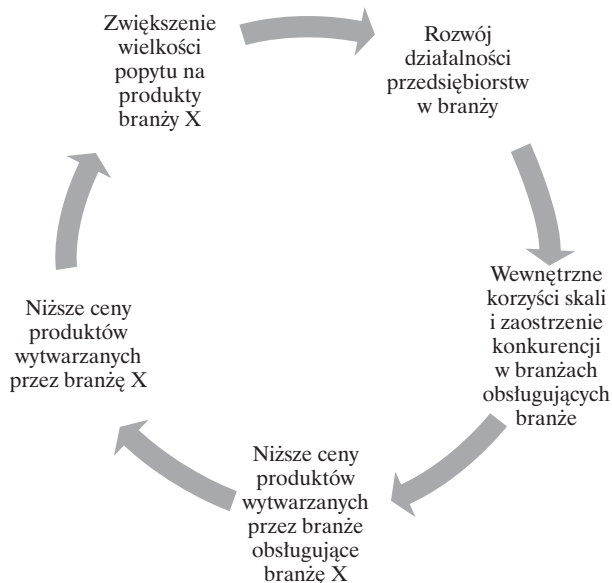 Zwiększenie
wielkości
popytu na
produkty
branży X
Rozwój
działalności
przedsiębiorstw
w branży
Wewnętrzne
korzyści skali
i zaostrzenie
konkurencji
w branżach
obsługujących
branże
Niższe ceny
produktów
wytwarzanych
przez branże
obsługujące
branżę X
Niższe ceny
produktów
wytwarzanych
przez branżę X